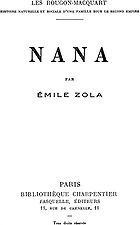 LES ROUGON-MACQUART
HISTOIRE NATURELLE ET SOCIALE D'UNE FAMILLE SOUS LE SECOND EMPIRE
NANA
PAR
ÉMILE ZOLA
PARIS
BIBLIOTHÈQUE CHARPENTIER
FASQUELLE, ÉDITEURS
11, RUE DE GRENELLE, 11
Tous droits réservés